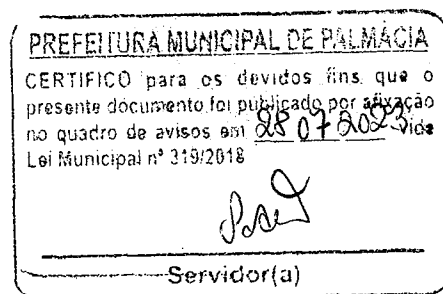 PREFEITURA MUNICIPAL DE PALMÁCIA
CERTIFICO para os devidos fins que o
presente documento foi publicado por afixação
no quadro de avisos em 28 07 2023 Vide
Lei Municipal nº 319/2018
Servidor(a)